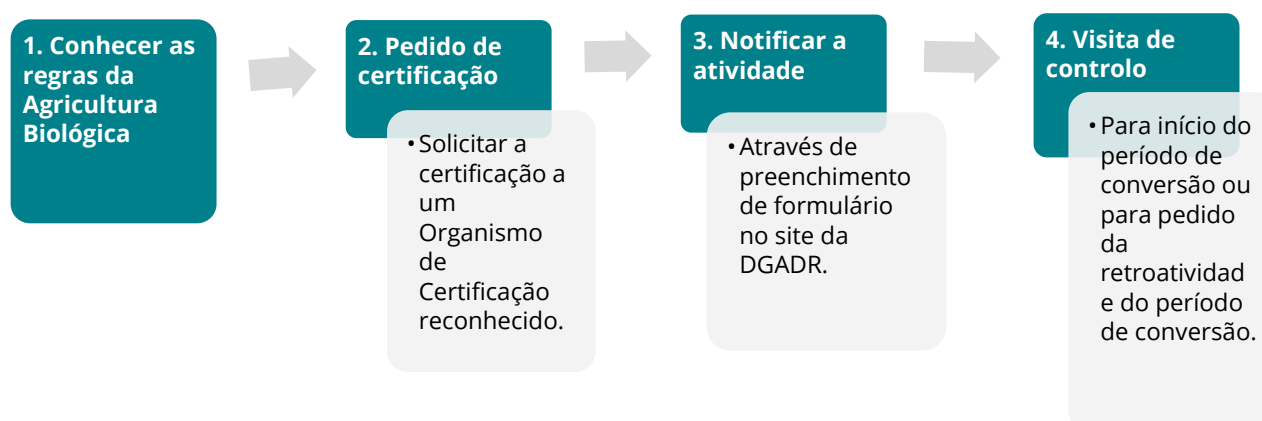 1. Conhecer as
regras da
Agricultura
Biológica
2. Pedido de
certificação
• Solicitar a
certificação a
um
Organismo
de
Certificação
reconhecido.
3. Notificar a
atividade
• Através de
preenchimento
de formulário
no site da
DGADR.
4. Visita de
controlo
• Para início do
período de
conversão ou
para pedido
da
retroatividad
e do período
de conversão.